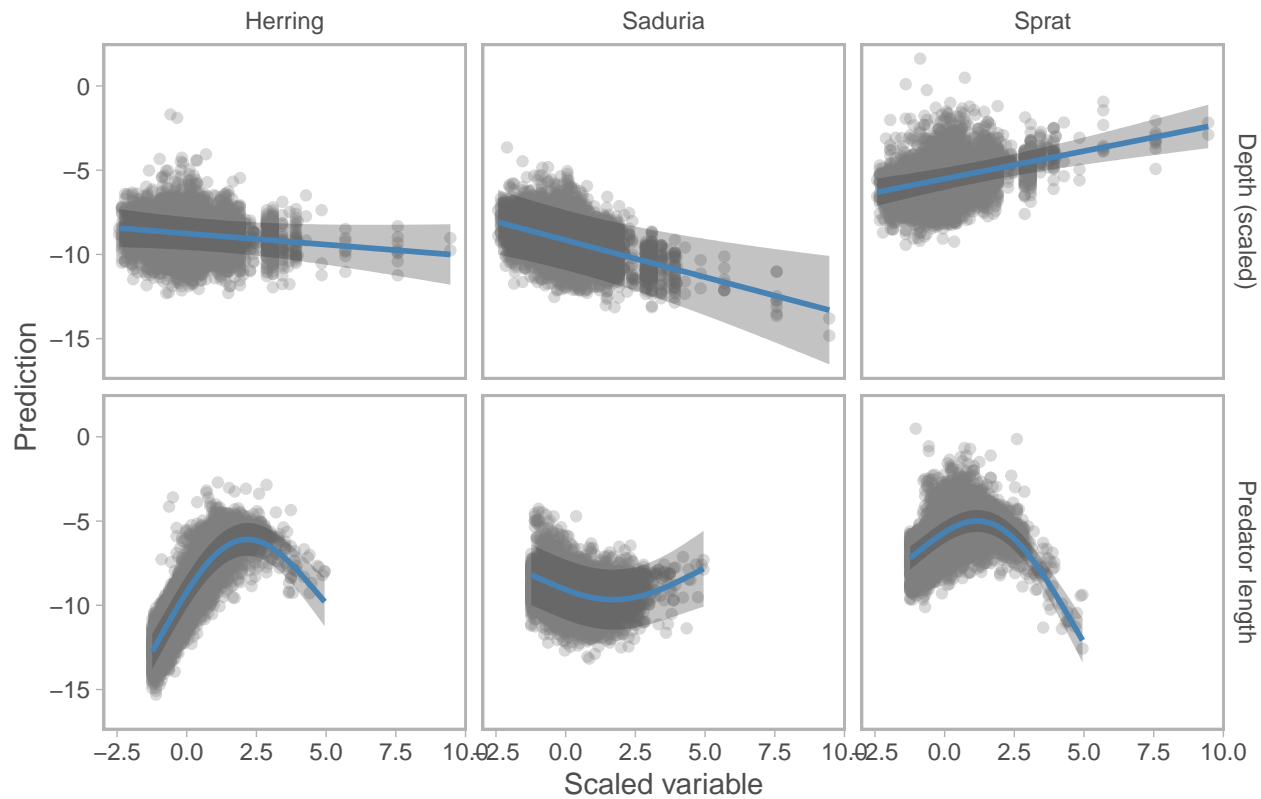 Herring Saduria Sprat
Prediction
0
−5
−10
−15
Depth (scaled)
0
−5
−10
−15
Predator length
−2.5 0.0 2.5 5.0 7.5 10.0 −2.5 0.0 2.5 5.0 7.5 10.0 −2.5 0.0 2.5 5.0 7.5 10.0
Scaled variable